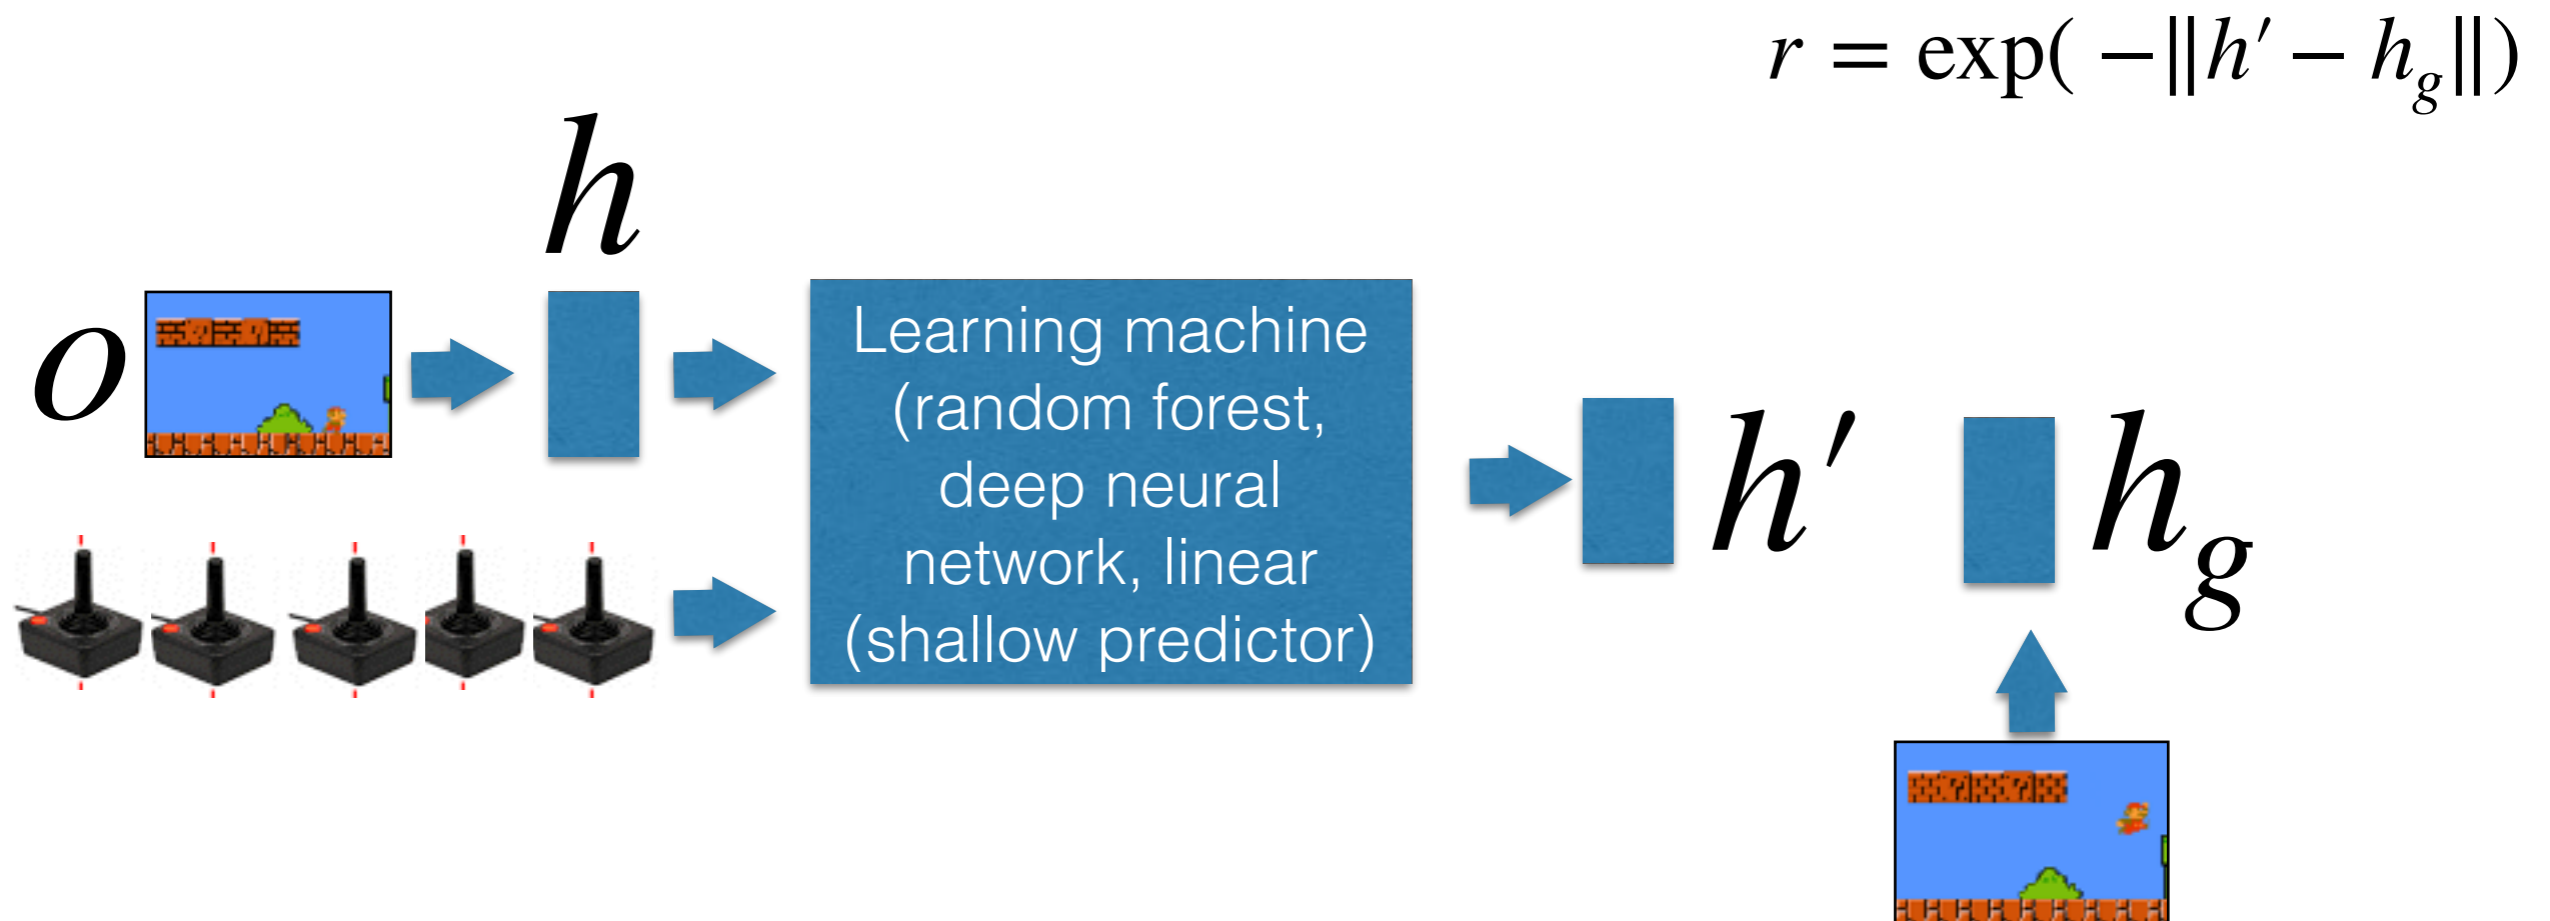 r = exp( −‖h′ − h_g‖)
h
o
Learning machine
(random forest,
deep neural
network, linear
(shallow predictor)
h′
h_g